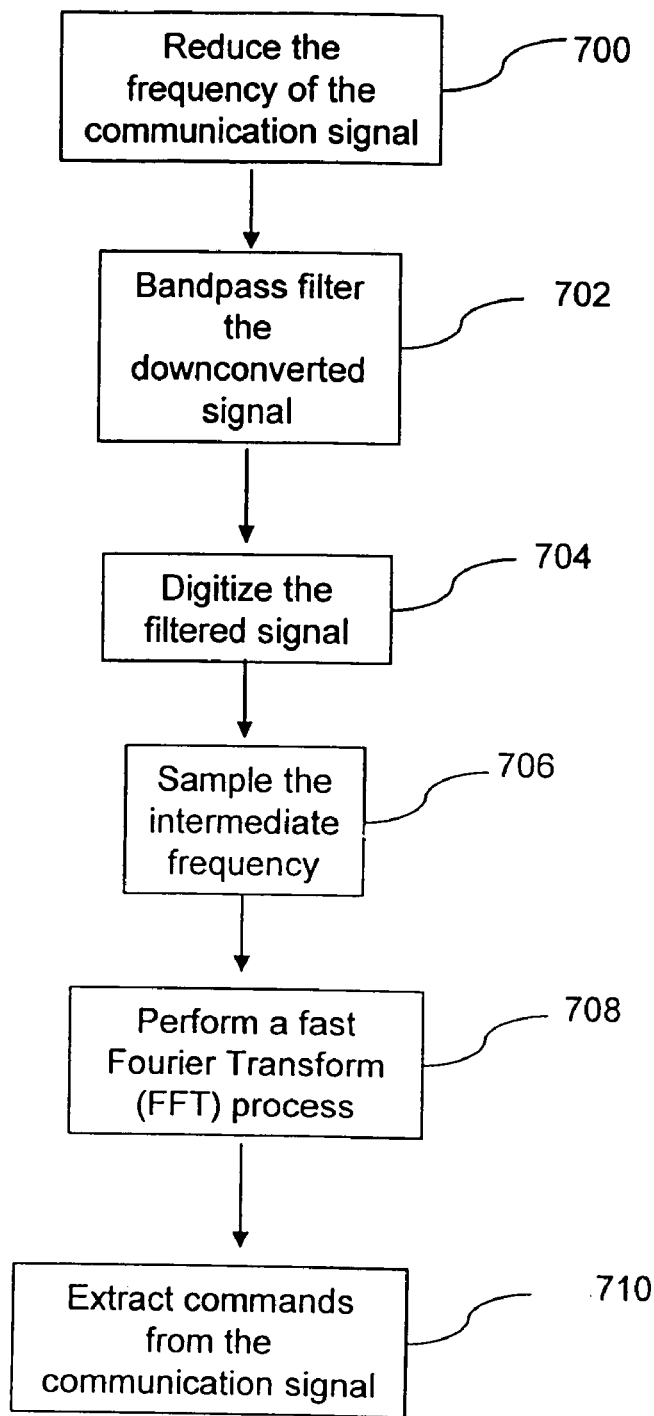 Reduce the
frequency of the
communication signal
700
Bandpass filter
the
downconverted
signal
702
Digitize the
filtered signal
704
Sample the
intermediate
frequency
706
Perform a fast
Fourier Transform
(FFT) process
708
Extract commands
from the
communication signal
710